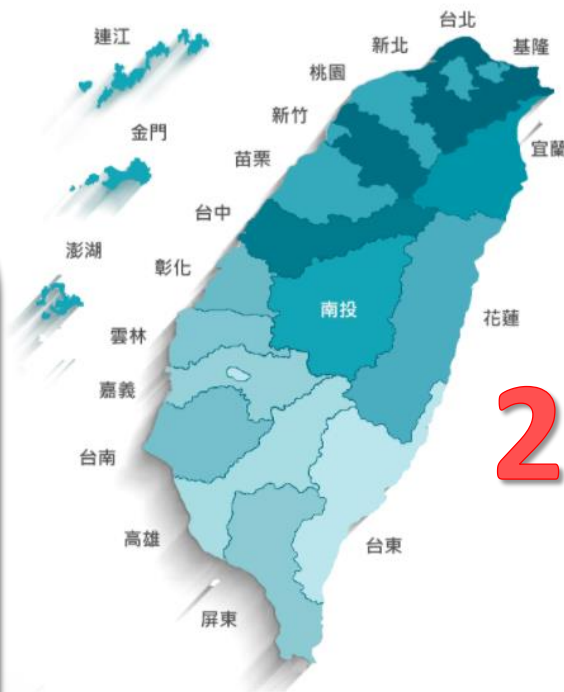 台北
連江
新北
基隆
桃園
新竹
金門
宜蘭
苗栗
台中
澎湖
彰化
南投
花蓮
雲林
嘉義
2
台南
高雄
台東
屏東